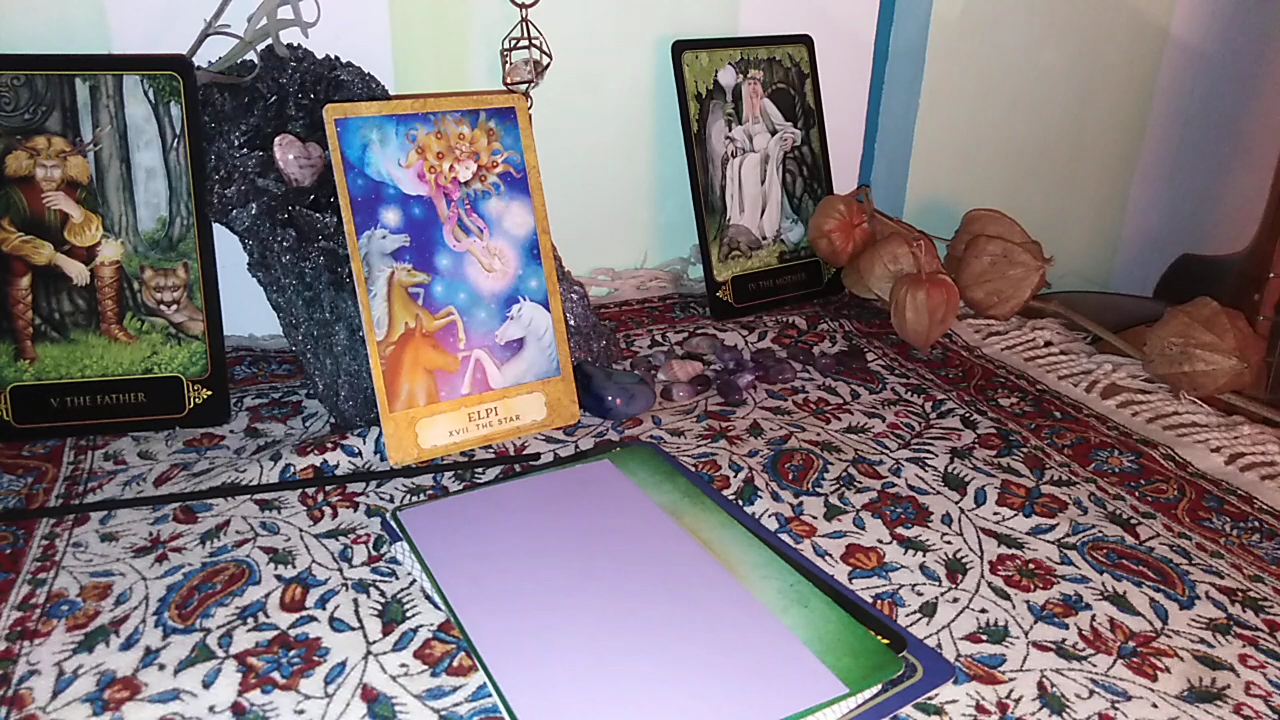 V. THE FATHER
ELPI
XVII. THE STAR
IV. THE MOTHER